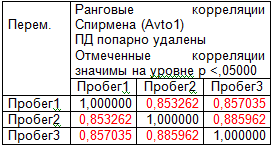 Перем.
Ранговые корреляции
Спирмена (Avto1)
ПД попарно удалены
Отмеченные корреляции
значимы на уровне p <,05000
Пробег1 Пробег2 Пробег3
Пробег1 1,000000 0,853262 0,857035
Пробег2 0,853262 1,000000 0,885962
Пробег3 0,857035 0,885962 1,000000